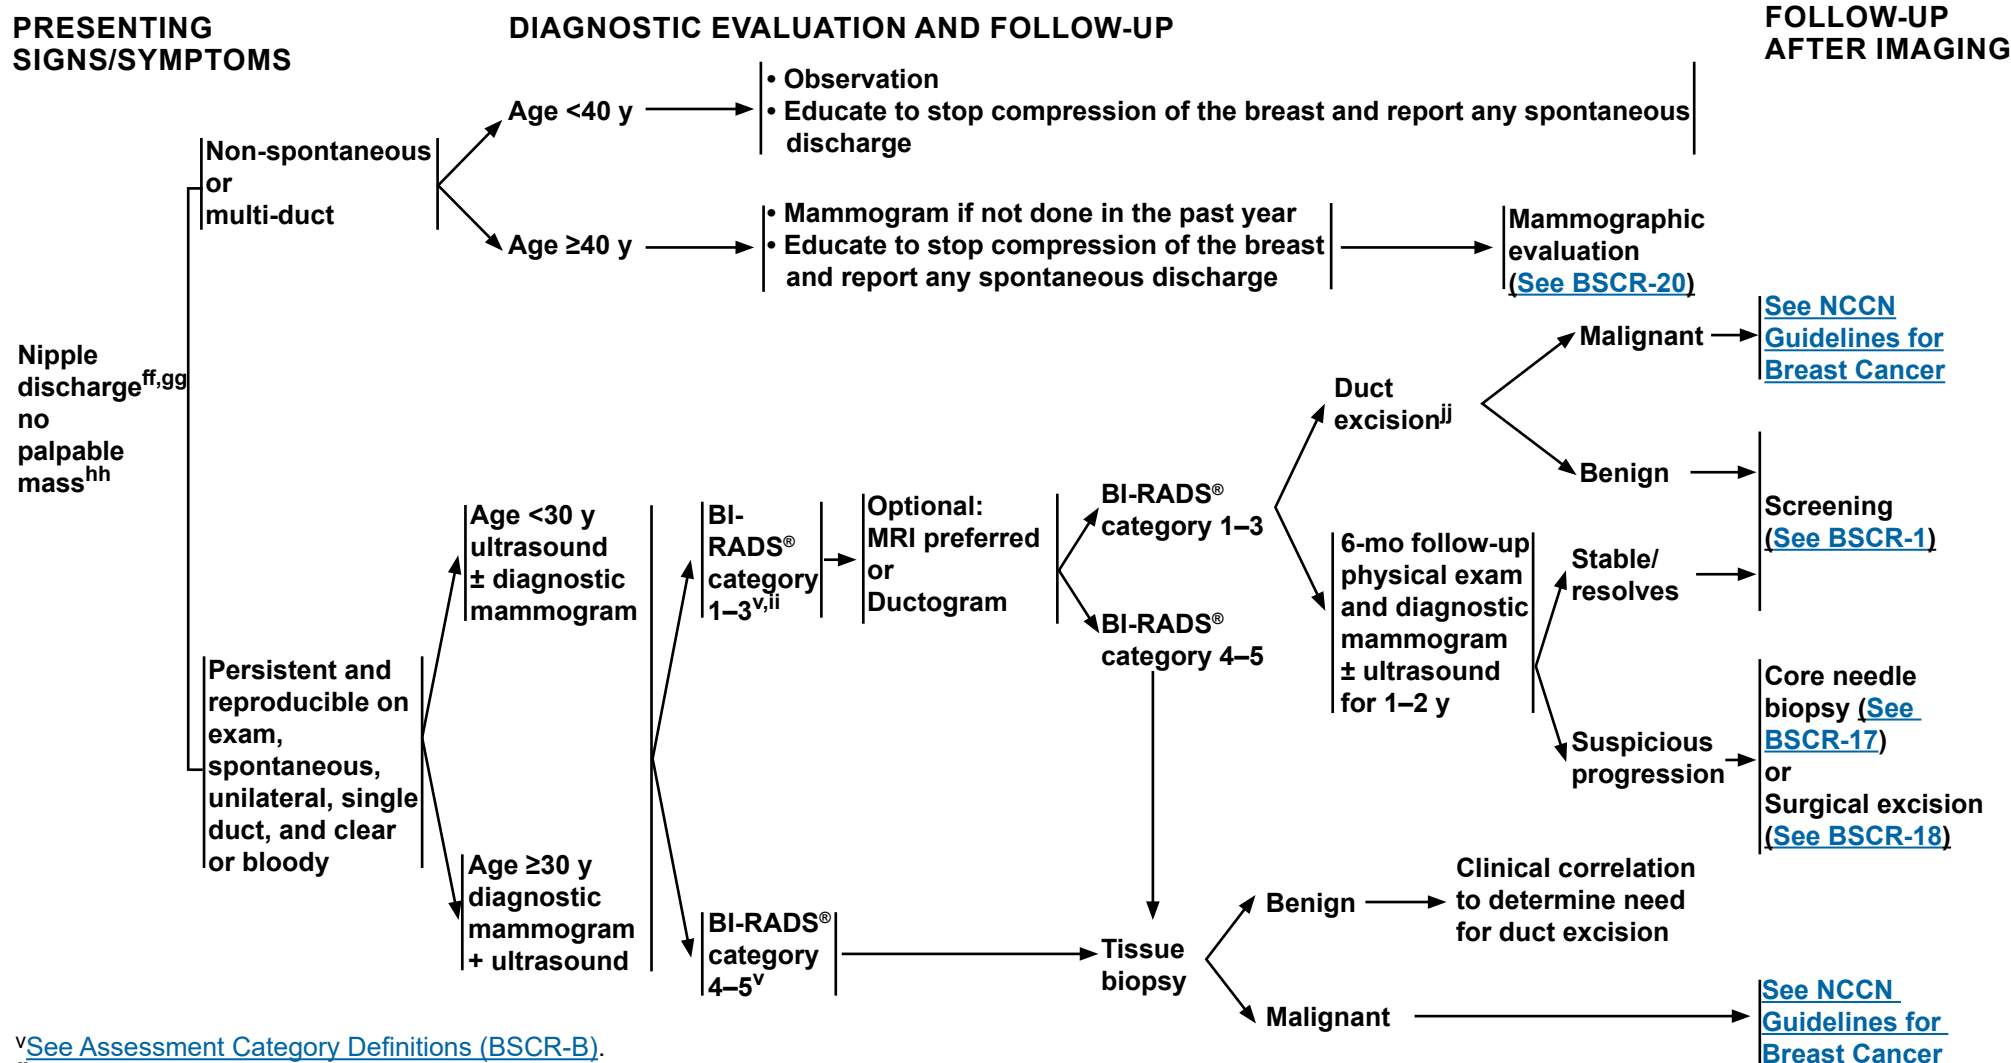 PRESENTING
SIGNS/SYMPTOMS
DIAGNOSTIC EVALUATION AND FOLLOW-UP
FOLLOW-UP
AFTER IMAGING
Nipple
discharge^ff,gg
no
palpable
mass^hh
Non-spontaneous
or
multi-duct
Age <40 y
• Observation
• Educate to stop compression of the breast and report any spontaneous
discharge
Age ≥40 y
• Mammogram if not done in the past year
• Educate to stop compression of the breast
and report any spontaneous discharge
Mammographic
evaluation
(See BSCR-20)
Persistent and
reproducible on
exam,
spontaneous,
unilateral, single
duct, and clear
or bloody
Age <30 y
ultrasound
± diagnostic
mammogram
Age ≥30 y
diagnostic
mammogram
+ ultrasound
BI-
RADS®
category
1–3^v,ii
Optional:
MRI preferred
or
Ductogram
BI-RADS®
category 1–3
BI-RADS®
category 4–5
Duct
excision^jj
Malignant
See NCCN
Guidelines for
Breast Cancer
Benign
Screening
(See BSCR-1)
6-mo follow-up
physical exam
and diagnostic
mammogram
± ultrasound
for 1–2 y
Stable/
resolves
Suspicious
progression
Core needle
biopsy (See
BSCR-17)
or
Surgical excision
(See BSCR-18)
BI-RADS®
category
4–5^v
Tissue
biopsy
Benign
Clinical correlation
to determine need
for duct excision
Malignant
See NCCN
Guidelines for
Breast Cancer
^vSee Assessment Category Definitions (BSCR-B).